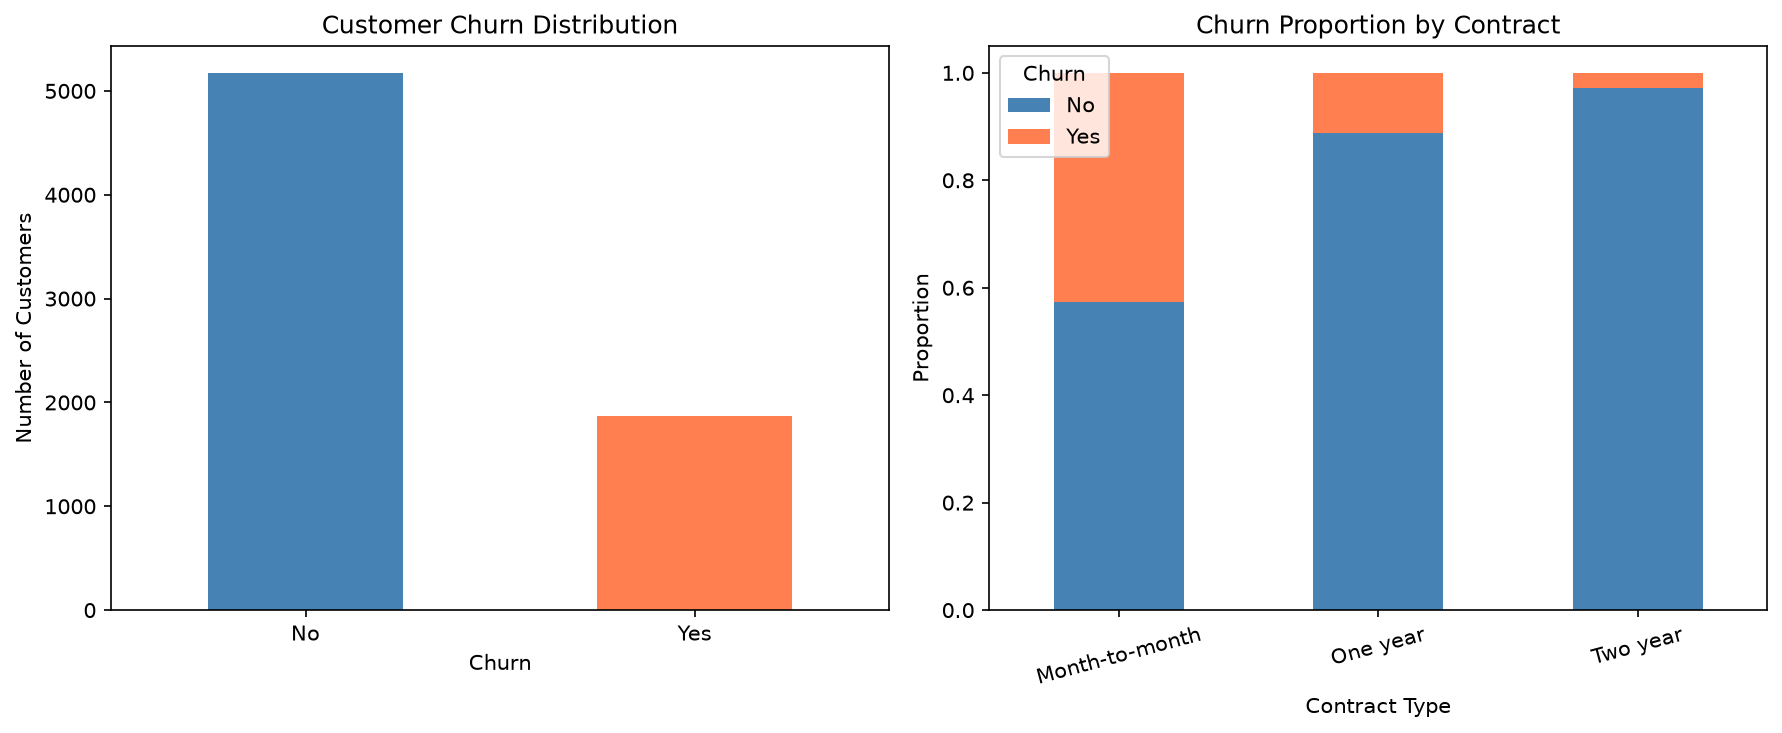 Customer Churn Distribution
Number of Customers
5000
4000
3000
2000
1000
0
No
Yes
Churn
Churn Proportion by Contract
Churn
No
Yes
Proportion
1.0
0.8
0.6
0.4
0.2
0.0
Month-to-month
One year
Two year
Contract Type